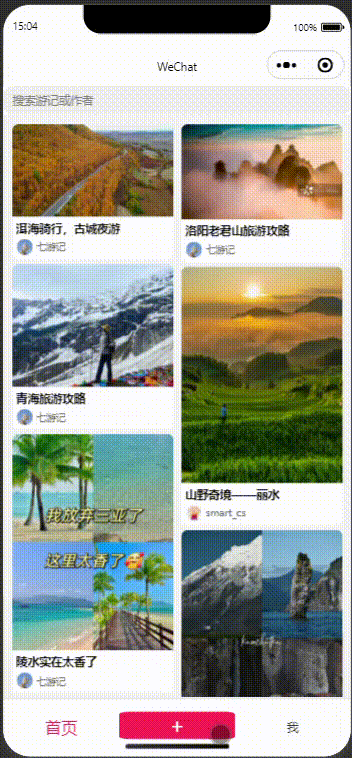 15:04
100%
WeChat
搜索游记或作者
洱海骑行，古城夜游
七游记
洛阳老君山旅游攻略
七游记
青海旅游攻略
七游记
山野奇境——丽水
smart_cs
我放弃三亚了
这里太香了
陵水实在太香了
七游记
首页
+
我